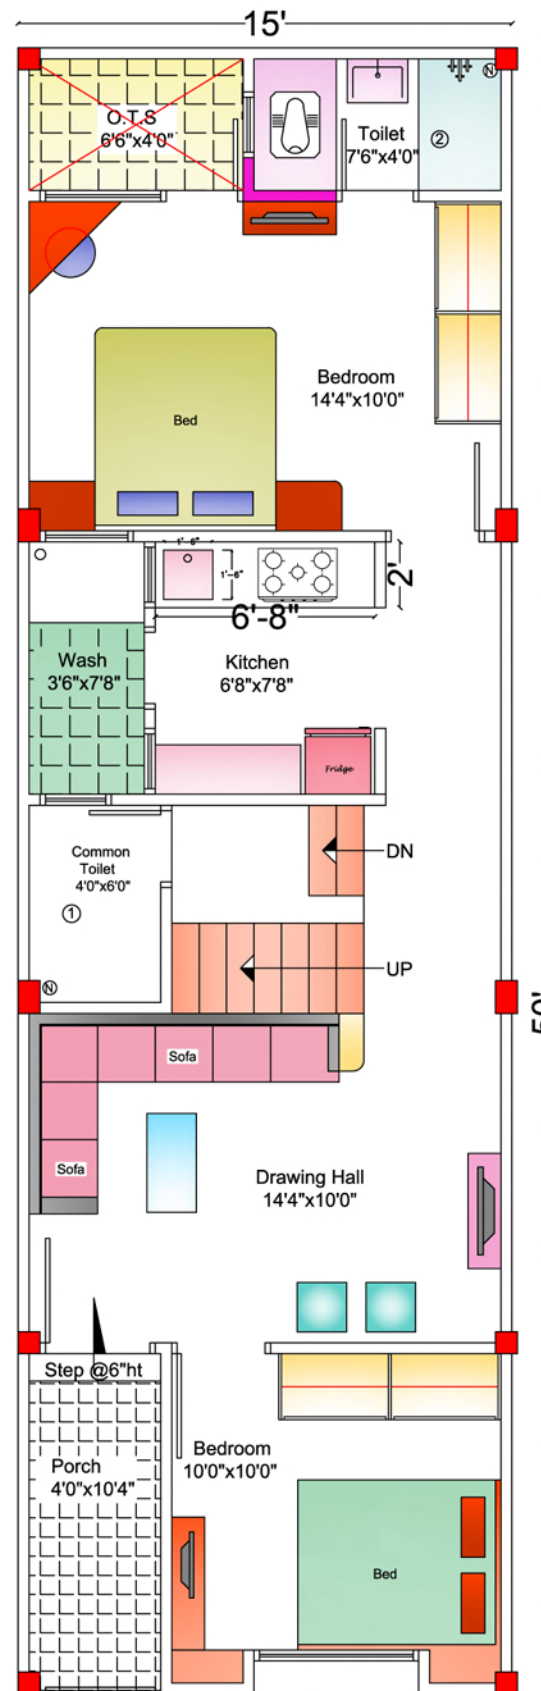 15'
O.T.S
6'6"x4'0"
Toilet
7'6"x4'0"
N
2
Bedroom
14'4"x10'0"
Bed
1'-6"
1'-6"
2'
6'-8"
Wash
3'6"x7'8"
Kitchen
6'8"x7'8"
Fridge
Common
Toilet
4'0"x6'0"
1
DN
UP
N
50'
Sofa
Sofa
Drawing Hall
14'4"x10'0"
Step @6"ht
Porch
4'0"x10'4"
Bedroom
10'0"x10'0"
Bed